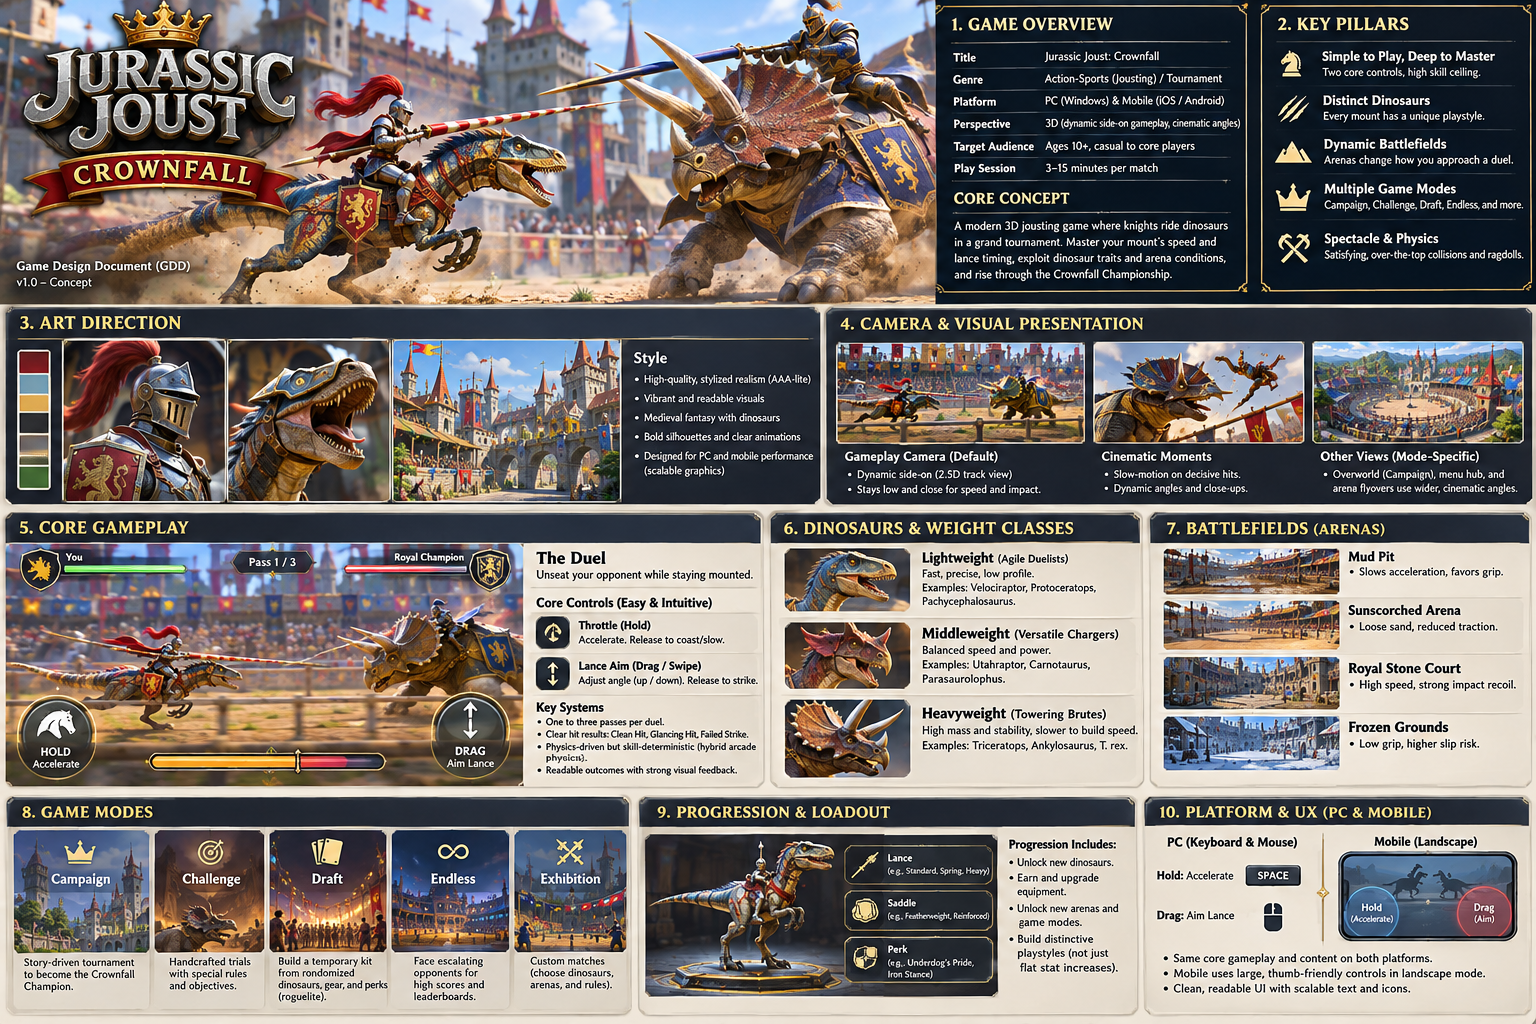 JURASSIC
JOUST
CROWNFALL
Game Design Document (GDD)
v1.0 – Concept
1. GAME OVERVIEW
Title Jurassic Joust: Crownfall
Genre Action-Sports (Jousting) / Tournament
Platform PC (Windows) & Mobile (iOS / Android)
Perspective 3D (dynamic side-on gameplay, cinematic angles)
Target Audience Ages 10+, casual to core players
Play Session 3–15 minutes per match
CORE CONCEPT
A modern 3D jousting game where knights ride dinosaurs
in a grand tournament. Master your mount's speed and
lance timing, exploit dinosaur traits and arena conditions,
and rise through the Crownfall Championship.
2. KEY PILLARS
Simple to Play, Deep to Master
Two core controls, high skill ceiling.
Distinct Dinosaurs
Every mount has a unique playstyle.
Dynamic Battlefields
Arenas change how you approach a duel.
Multiple Game Modes
Campaign, Challenge, Draft, Endless, and more.
Spectacle & Physics
Satisfying, over-the-top collisions and ragdolls.
3. ART DIRECTION
Style
• High-quality, stylized realism (AAA-lite)
• Vibrant and readable visuals
• Medieval fantasy with dinosaurs
• Bold silhouettes and clear animations
• Designed for PC and mobile performance
(scalable graphics)
4. CAMERA & VISUAL PRESENTATION
Gameplay Camera (Default)
• Dynamic side-on (2.5D track view)
• Stays low and close for speed and impact.
Cinematic Moments
• Slow-motion on decisive hits.
• Dynamic angles and close-ups.
Other Views (Mode-Specific)
• Overworld (Campaign), menu hub, and
arena flyovers use wider, cinematic angles.
5. CORE GAMEPLAY
You
Pass 1 / 3
Royal Champion
HOLD
Accelerate
DRAG
Aim Lance
The Duel
Unseat your opponent while staying mounted.
Core Controls (Easy & Intuitive)
Throttle (Hold)
Accelerate. Release to coast/slow.
Lance Aim (Drag / Swipe)
Adjust angle (up / down). Release to strike.
Key Systems
• One to three passes per duel.
• Clear hit results: Clean Hit, Glancing Hit, Failed Strike.
• Physics-driven but skill-deterministic (hybrid arcade
physics).
• Readable outcomes with strong visual feedback.
6. DINOSAURS & WEIGHT CLASSES
Lightweight (Agile Duelists)
Fast, precise, low profile.
Examples: Velociraptor, Protoceratops,
Pachycephalosaurus.
Middleweight (Versatile Chargers)
Balanced speed and power.
Examples: Utahraptor, Carnotaurus,
Parasaurolophus.
Heavyweight (Towering Brutes)
High mass and stability, slower to build speed.
Examples: Triceratops, Ankylosaurus, T. rex.
7. BATTLEFIELDS (ARENAS)
Mud Pit
• Slows acceleration, favors grip.
Sunscorched Arena
• Loose sand, reduced traction.
Royal Stone Court
• High speed, strong impact recoil.
Frozen Grounds
• Low grip, higher slip risk.
8. GAME MODES
Campaign
Story-driven tournament
to become the Crownfall
Champion.
Challenge
Handcrafted trials
with special rules
and objectives.
Draft
Build a temporary kit
from randomized
dinosaurs, gear, and perks
(roguelite).
Endless
Face escalating
opponents for
high scores and
leaderboards.
Exhibition
Custom matches
(choose dinosaurs,
arenas, and rules).
9. PROGRESSION & LOADOUT
Lance
(e.g., Standard, Spring, Heavy)
Saddle
(e.g., Featherweight, Reinforced)
Perk
(e.g., Underdog's Pride,
Iron Stance)
Progression Includes:
• Unlock new dinosaurs.
• Earn and upgrade
equipment.
• Unlock new arenas and
game modes.
• Build distinctive
playstyles (not just
flat stat increases).
10. PLATFORM & UX (PC & MOBILE)
PC (Keyboard & Mouse)
Hold: Accelerate SPACE
Drag: Aim Lance
Mobile (Landscape)
Hold
(Accelerate)
Drag
(Aim)
• Same core gameplay and content on both platforms.
• Mobile uses large, thumb-friendly controls in landscape mode.
• Clean, readable UI with scalable text and icons.